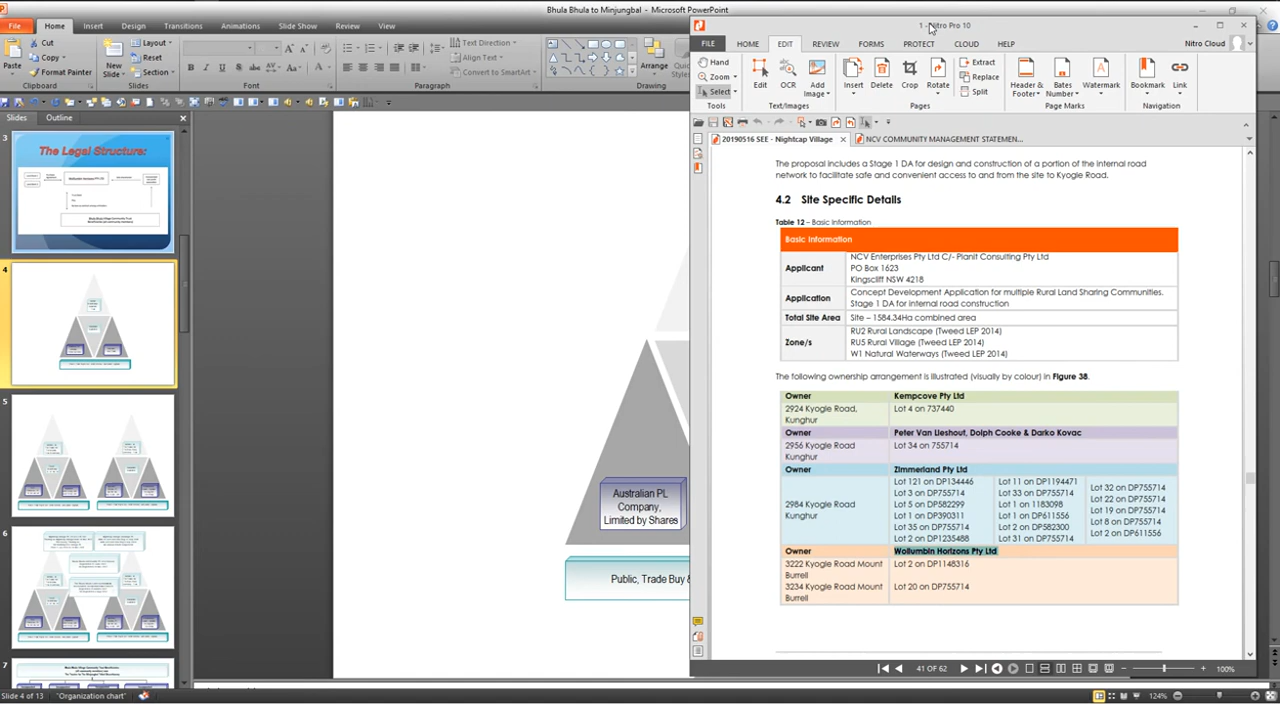 Bhula Bhula to Minjungbal - Microsoft PowerPoint
File Home Insert Design Transitions Animations Slide Show Review View
Paste
Cut
Copy
Format Painter
Clipboard
New
Slide
Layout
Reset
Section
Slides
B I U S abc
Font
Text Direction
Align Text
Convert to SmartArt
Paragraph
Arrange
Drawing
Slides Outline
3
The Legal Structure:
4
5
6
7
Australian PL
Company,
Limited by Shares
Public, Trade Buy &
Slide 4 of 13 "Organization chart"
124%
1 - Nitro Pro 10
FILE HOME EDIT REVIEW FORMS PROTECT CLOUD HELP
Nitro Cloud
Hand
Zoom
Select
Tools
Edit OCR Add
Image
Text/Images
Insert Delete Crop Rotate
Extract
Replace
Split
Pages
Header &
Footer
Bates
Number
Watermark
Page Marks
Bookmark Link
Navigation
20190516 SEE - Nightcap Village
NCV COMMUNITY MANAGEMENT STATEMEN...
The proposal includes a Stage 1 DA for design and construction of a portion of the internal road
network to facilitate safe and convenient access to and from the site to Kyogle Road.
4.2 Site Specific Details
Table 12 – Basic Information
Basic Information
Applicant
NCV Enterprises Pty Ltd C/- Planit Consulting Pty Ltd
PO Box 1623
Kingscliff NSW 4218
Application
Concept Development Application for multiple Rural Land Sharing Communities.
Stage 1 DA for internal road construction
Total Site Area Site – 1584.34Ha combined area
Zone/s
RU2 Rural Landscape (Tweed LEP 2014)
RU5 Rural Village (Tweed LEP 2014)
W1 Natural Waterways (Tweed LEP 2014)
The following ownership arrangement is illustrated (visually by colour) in Figure 38.
Owner Kempcove Pty Ltd
2924 Kyogle Road,
Kunghur
Lot 4 on 737440
Owner Peter Van Lieshout, Dolph Cooke & Darko Kovac
2956 Kyogle Road
Kunghur
Lot 34 on 755714
Owner Zimmerland Pty Ltd
2984 Kyogle Road
Kunghur
Lot 121 on DP134446
Lot 3 on DP755714
Lot 5 on DP582299
Lot 1 on DP390311
Lot 35 on DP755714
Lot 2 on DP1235488
Lot 11 on DP1194471
Lot 33 on DP755714
Lot 1 on 1183098
Lot 1 on DP611556
Lot 2 on DP582300
Lot 31 on DP755714
Lot 32 on DP755714
Lot 22 on DP755714
Lot 19 on DP755714
Lot 8 on DP755714
Lot 2 on DP611556
Owner Wollumbin Horizons Pty Ltd
3222 Kyogle Road Mount
Burrell
Lot 2 on DP1148316
3234 Kyogle Road Mount
Burrell
Lot 20 on DP755714
41 OF 62
100%